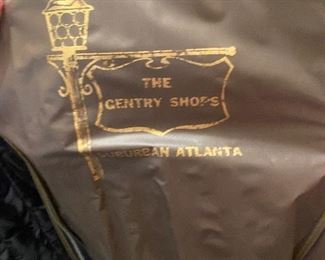 THE
GENTRY SHOPS
SUBURBAN ATLANTA